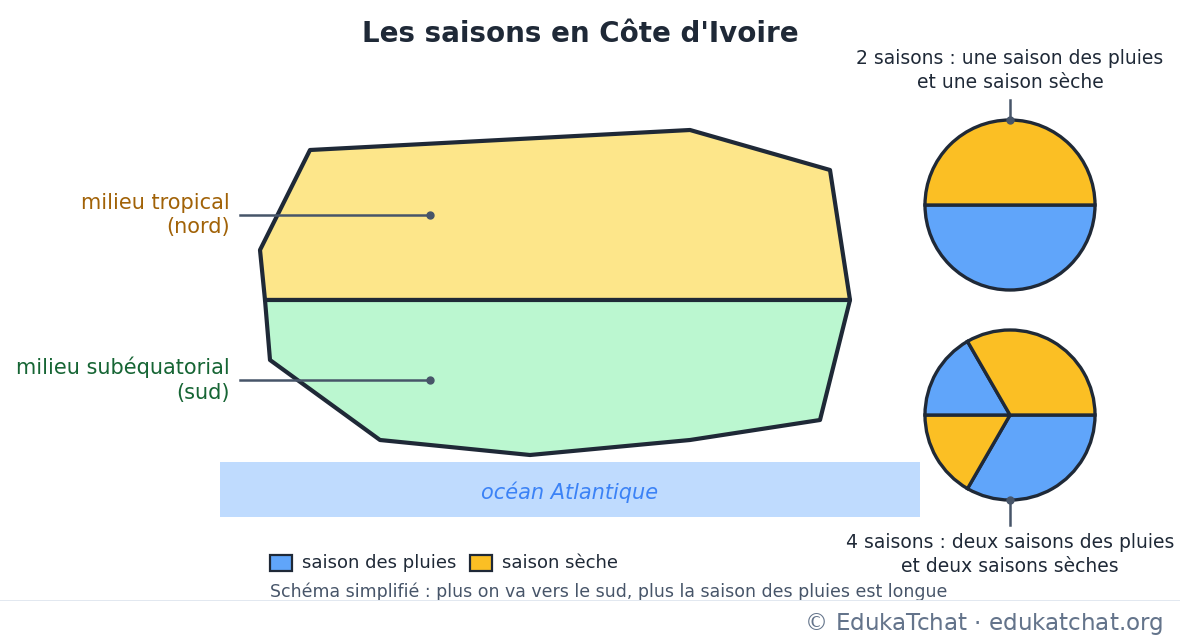 Les saisons en Côte d'Ivoire
2 saisons : une saison des pluies
et une saison sèche
milieu tropical
(nord)
milieu subéquatorial
(sud)
océan Atlantique
4 saisons : deux saisons des pluies
et deux saisons sèches
saison des pluies
saison sèche
Schéma simplifié : plus on va vers le sud, plus la saison des pluies est longue
© EdukaTchat · edukatchat.org